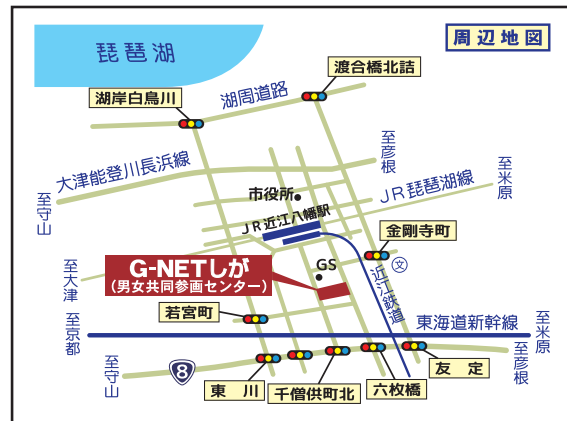 琵琶湖
周辺地図
渡合橋北詰
湖岸白鳥川
湖周道路
大津能登川長浜線
至彦根
至守山
市役所
JR琵琶湖線
至米原
JR近江八幡駅
金剛寺町
文
GS
至大津
G-NETしが
(男女共同参画センター)
近江鉄道
若宮町
至京都
東海道新幹線
至米原
至守山
8
東川
千僧供町北
六枚橋
友定
至彦根